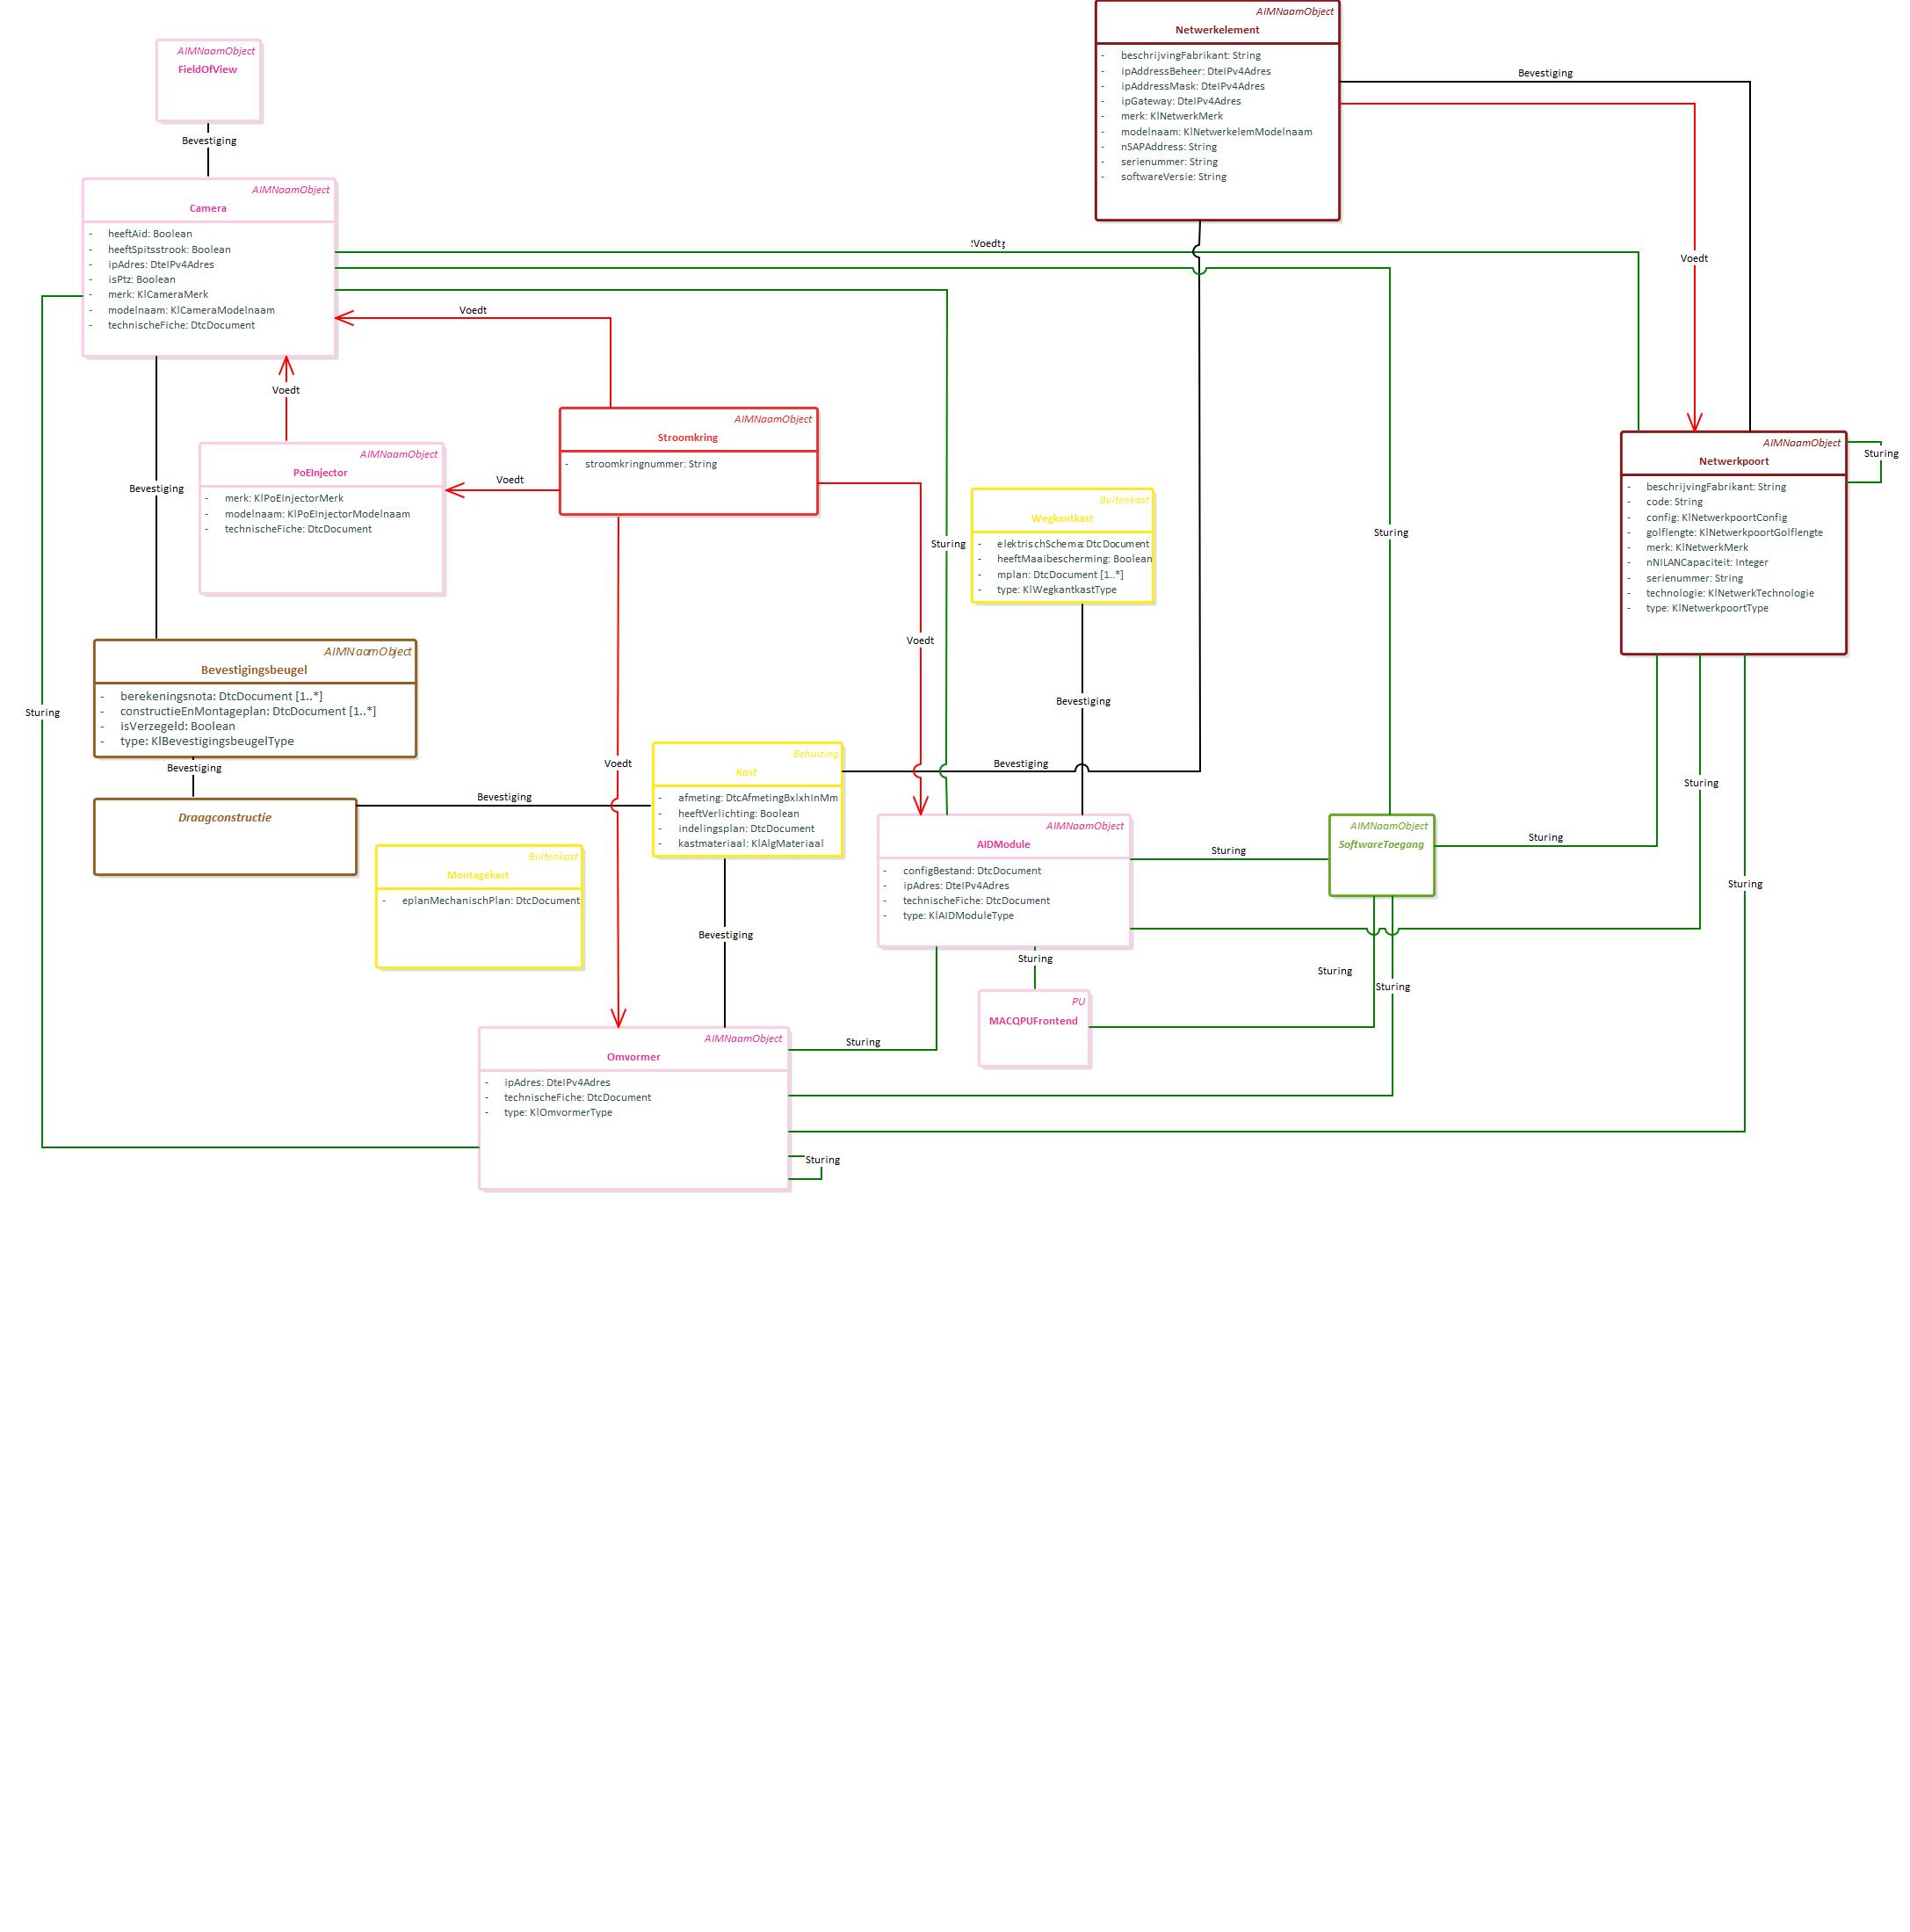 AIMNaamObject
FieldOfView
Bevestiging
AIMNaamObject
Camera
- heeftAid: Boolean
- heeftSpitsstrook: Boolean
- ipAdres: DteIPv4Adres
- isPtz: Boolean
- merk: KlCameraMerk
- modelnaam: KlCameraModelnaam
- technischeFiche: DtcDocument
AIMNaamObject
Netwerkelement
- beschrijvingFabrikant: String
- ipAddressBeheer: DteIPv4Adres
- ipAddressMask: DteIPv4Adres
- ipGateway: DteIPv4Adres
- merk: KlNetwerkMerk
- modelnaam: KlNetwerkelemModelnaam
- nSAPAddress: String
- serienummer: String
- softwareVersie: String
Bevestiging
Voedt
Voedt
Voedt
Voedt
AIMNaamObject
PoEInjector
- merk: KlPoEInjectorMerk
- modelnaam: KlPoEInjectorModelnaam
- technischeFiche: DtcDocument
Voedt
AIMNaamObject
Stroomkring
- stroomkringnummer: String
AIMNaamObject
Netwerkpoort
- beschrijvingFabrikant: String
- code: String
- config: KlNetwerkpoortConfig
- golflengte: KlNetwerkpoortGolflengte
- merk: KlNetwerkMerk
- nNILANCapaciteit: Integer
- serienummer: String
- technologie: KlNetwerkTechnologie
- type: KlNetwerkpoortType
Sturing
Bevestiging
Buitenkast
Wegkantkast
- elektrischSchema: DtcDocument
- heeftMaaibescherming: Boolean
- mplan: DtcDocument [1..*]
- type: KlWegkantkastType
Sturing
Sturing
Voedt
AIMNaamObject
Bevestigingsbeugel
- berekeningsnota: DtcDocument [1..*]
- constructieEnMontageplan: DtcDocument [1..*]
- isVerzegeld: Boolean
- type: KlBevestigingsbeugelType
Sturing
Bevestiging
Bevestiging
Voedt
Bevestiging
Sturing
Behuizing
Kast
- afmeting: DtcAfmetingBxlxhInMm
- heeftVerlichting: Boolean
- indelingsplan: DtcDocument
- kastmateriaal: KlAlgMateriaal
Bevestiging
Draagconstructie
Buitenkast
Montagekast
- eplanMechanischPlan: DtcDocument
AIMNaamObject
AIDModule
- configBestand: DtcDocument
- ipAdres: DteIPv4Adres
- technischeFiche: DtcDocument
- type: KlAIDModuleType
Sturing
AIMNaamObject
SoftwareToegang
Sturing
Sturing
Bevestiging
Sturing
Sturing
Sturing
PU
MACQPUFrontend
AIMNaamObject
Omvormer
- ipAdres: DteIPv4Adres
- technischeFiche: DtcDocument
- type: KlOmvormerType
Sturing
Sturing